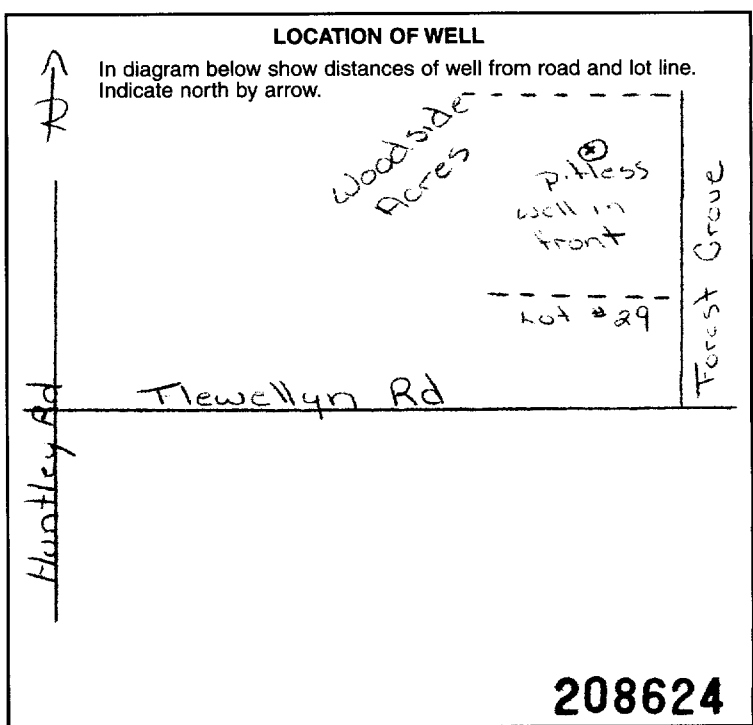 LOCATION OF WELL
In diagram below show distances of well from road and lot line.
Indicate north by arrow.
N
Woodside
Acres
pitless
well in
front
Lot #29
Forest Grove
Flewellyn Rd
Huntley Rd
208624